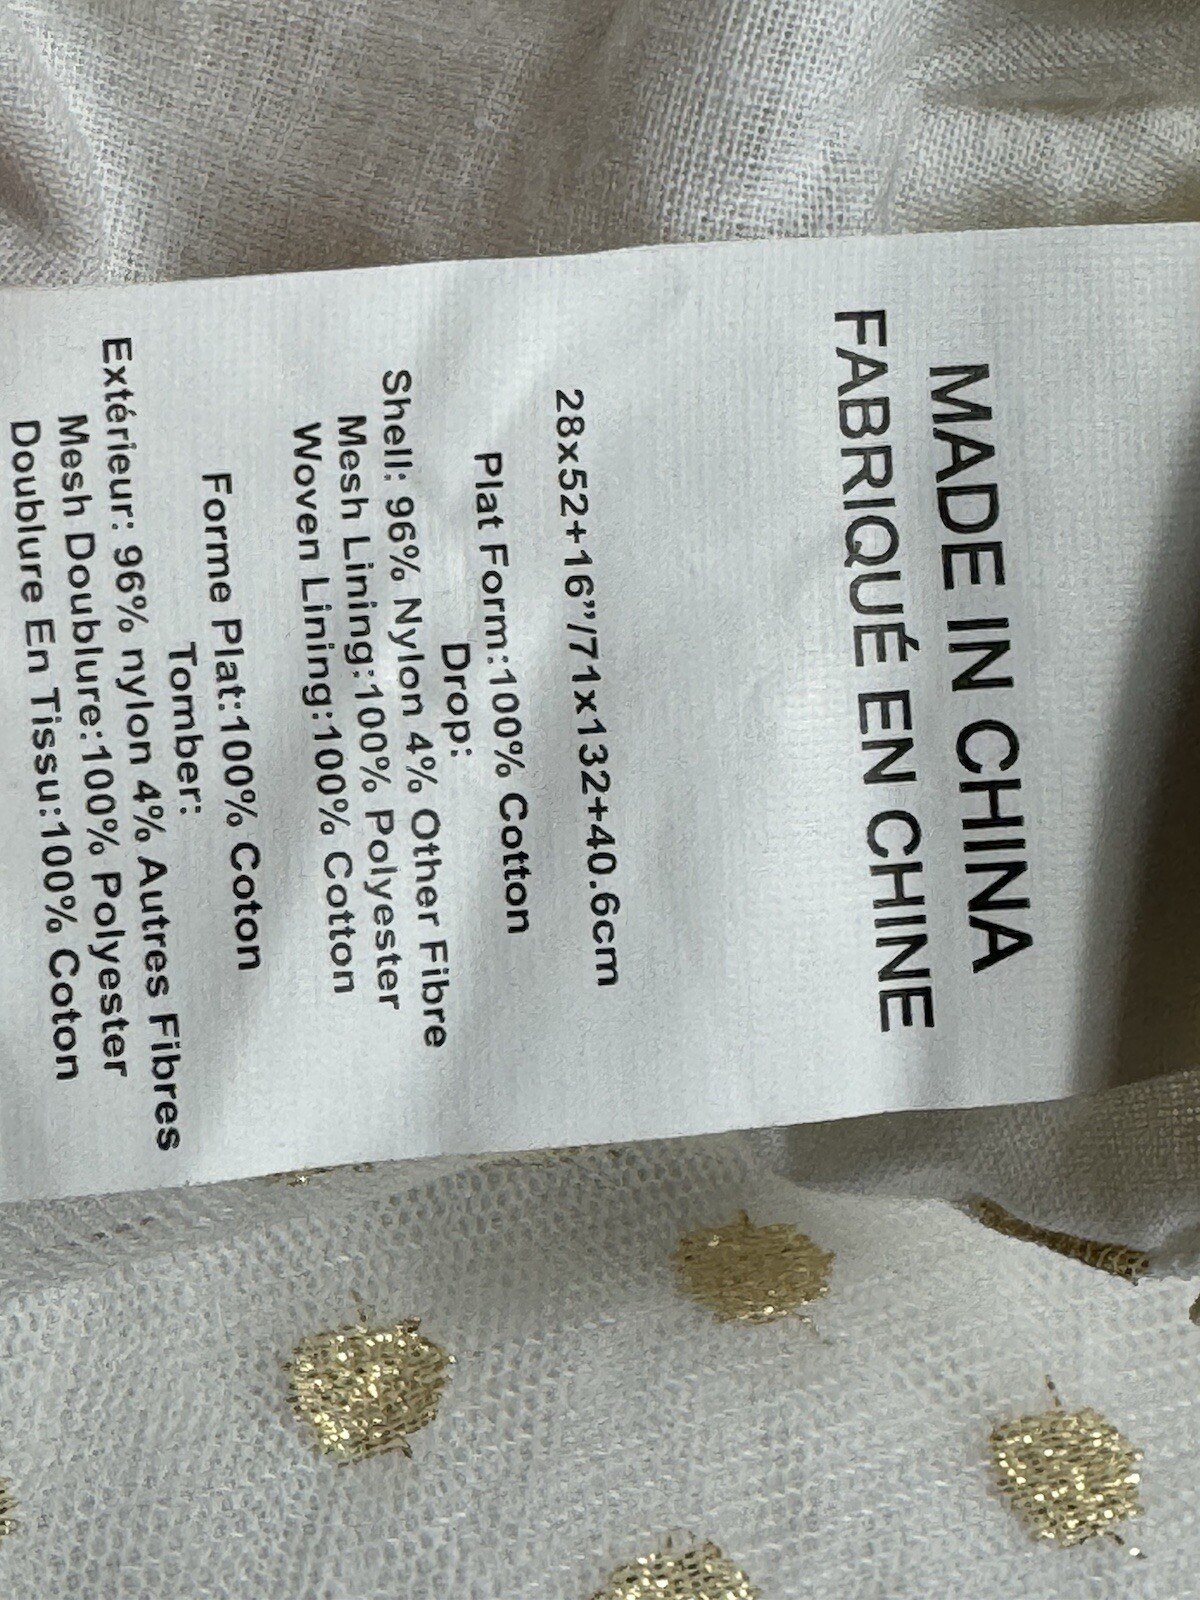 MADE IN CHINA
FABRIQUÉ EN CHINE
28x52+16”/71x132+40.6cm
Plat Form:100% Cotton
Drop:
Shell: 96% Nylon 4% Other Fibre
Mesh Lining:100% Polyester
Woven Lining:100% Cotton
Forme Plat:100% Coton
Tomber:
Extérieur: 96% nylon 4% Autres Fibres
Mesh Doublure:100% Polyester
Doublure En Tissu:100% Coton